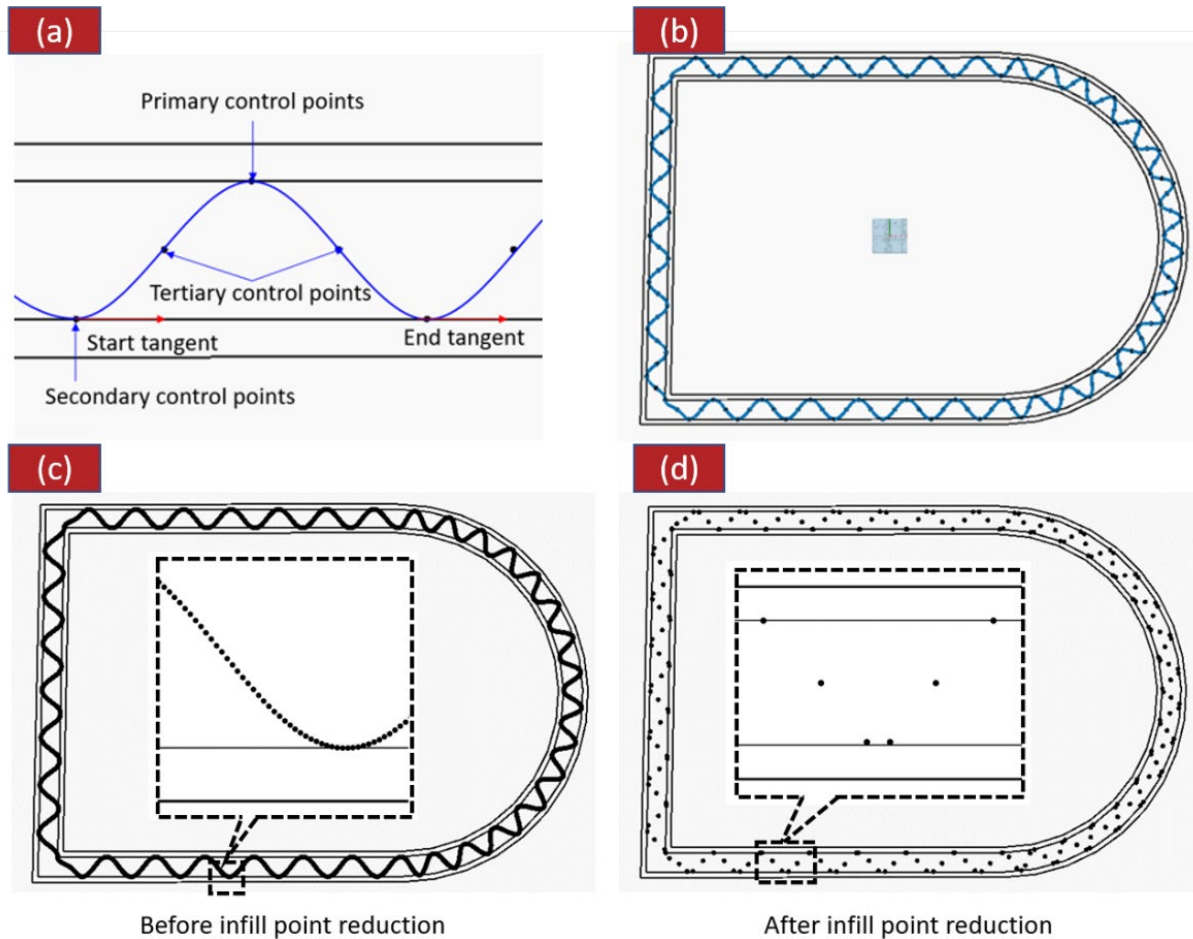 (a)
Primary control points
Tertiary control points
Start tangent
End tangent
Secondary control points
(b)
(c)
Before infill point reduction
(d)
After infill point reduction